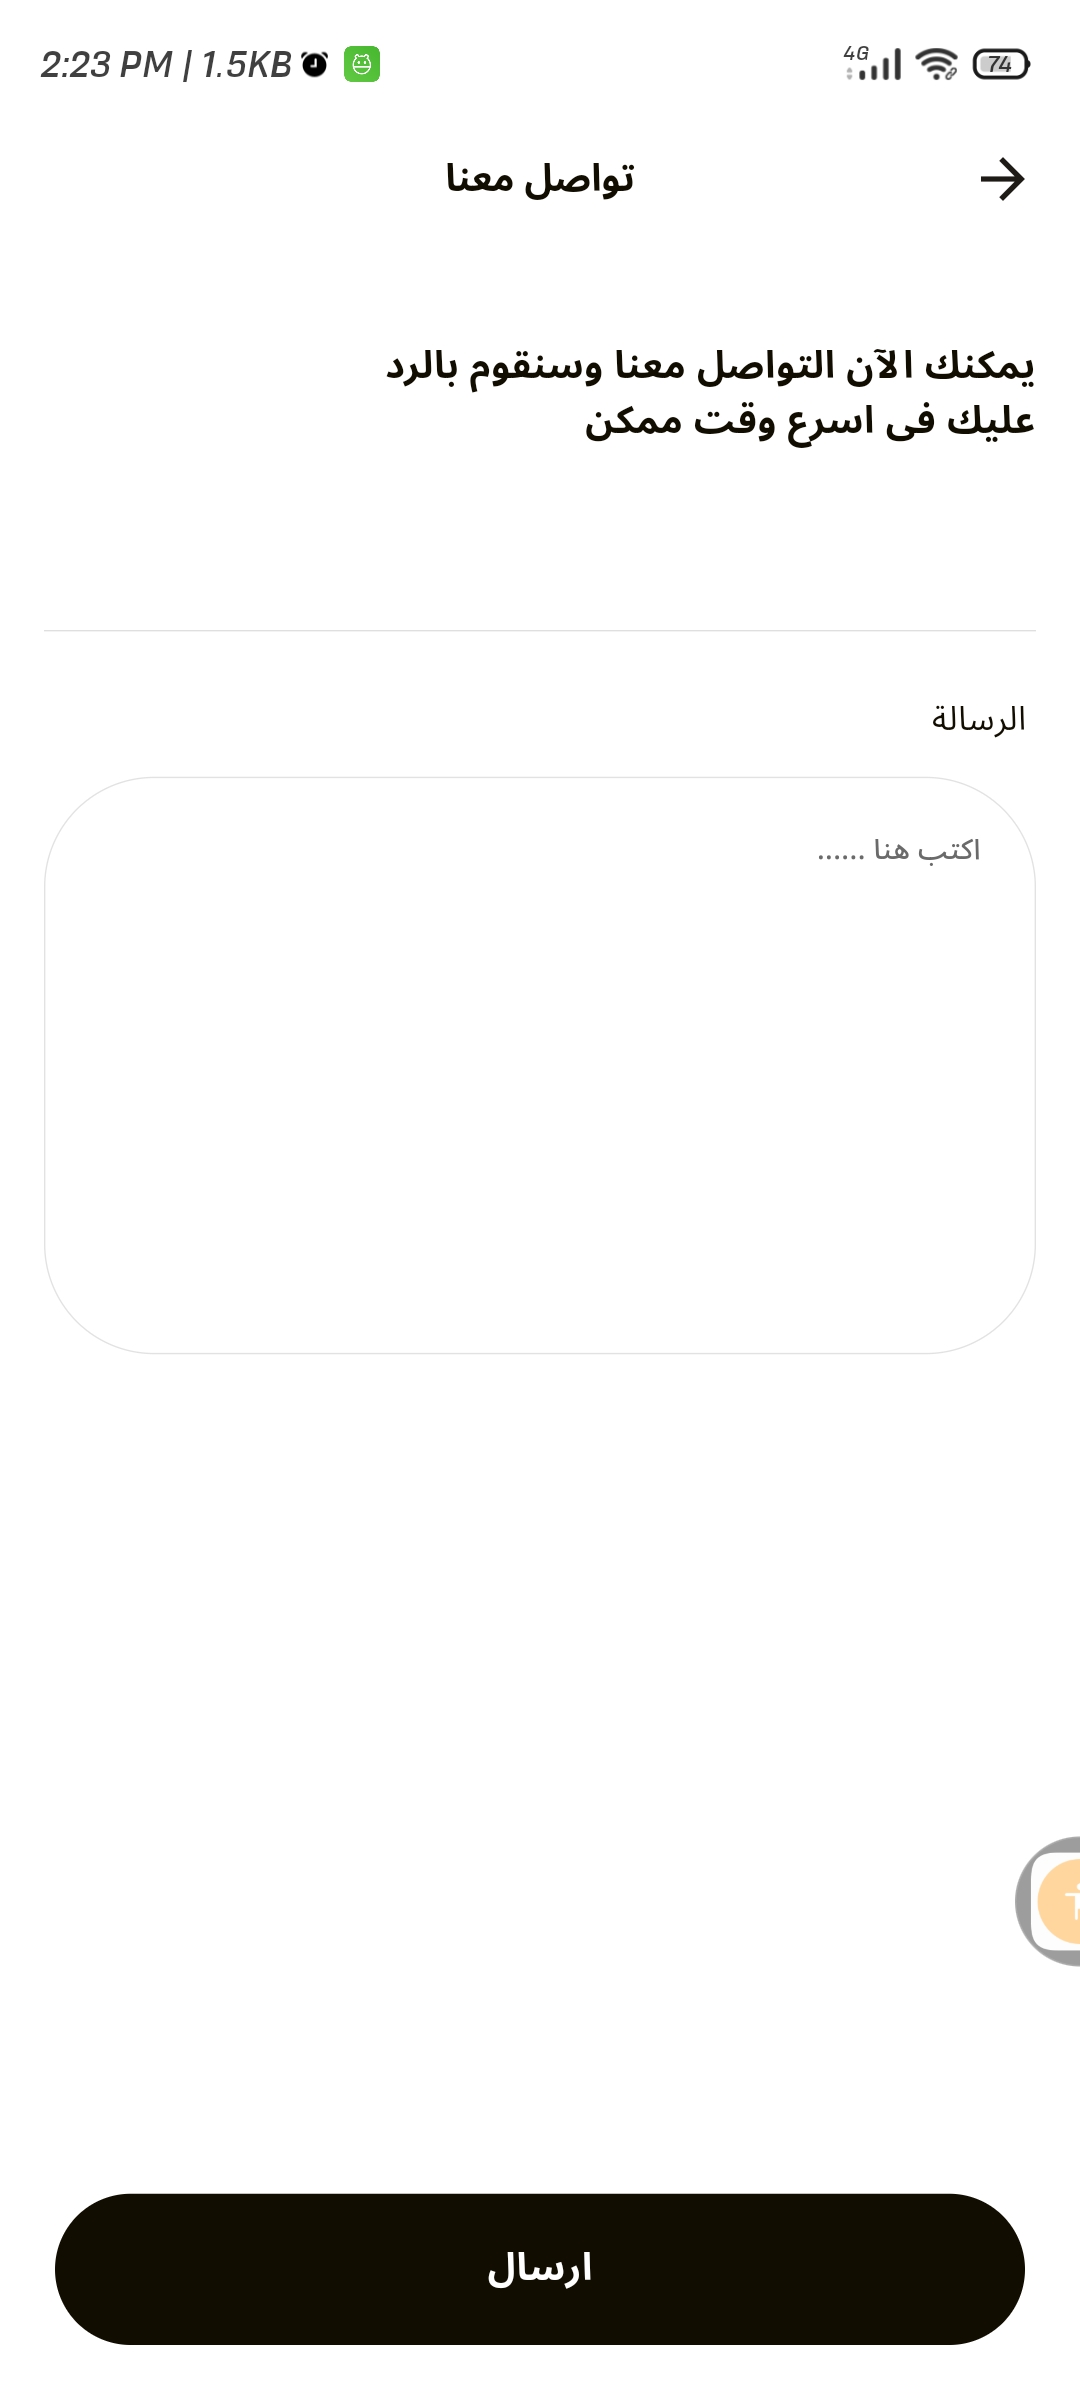 2:23 PM | 1.5KB
4G
74
تواصل معنا
يمكنك الآن التواصل معنا وسنقوم بالرد
عليك فى اسرع وقت ممكن
الرسالة
اكتب هنا ......
ارسال